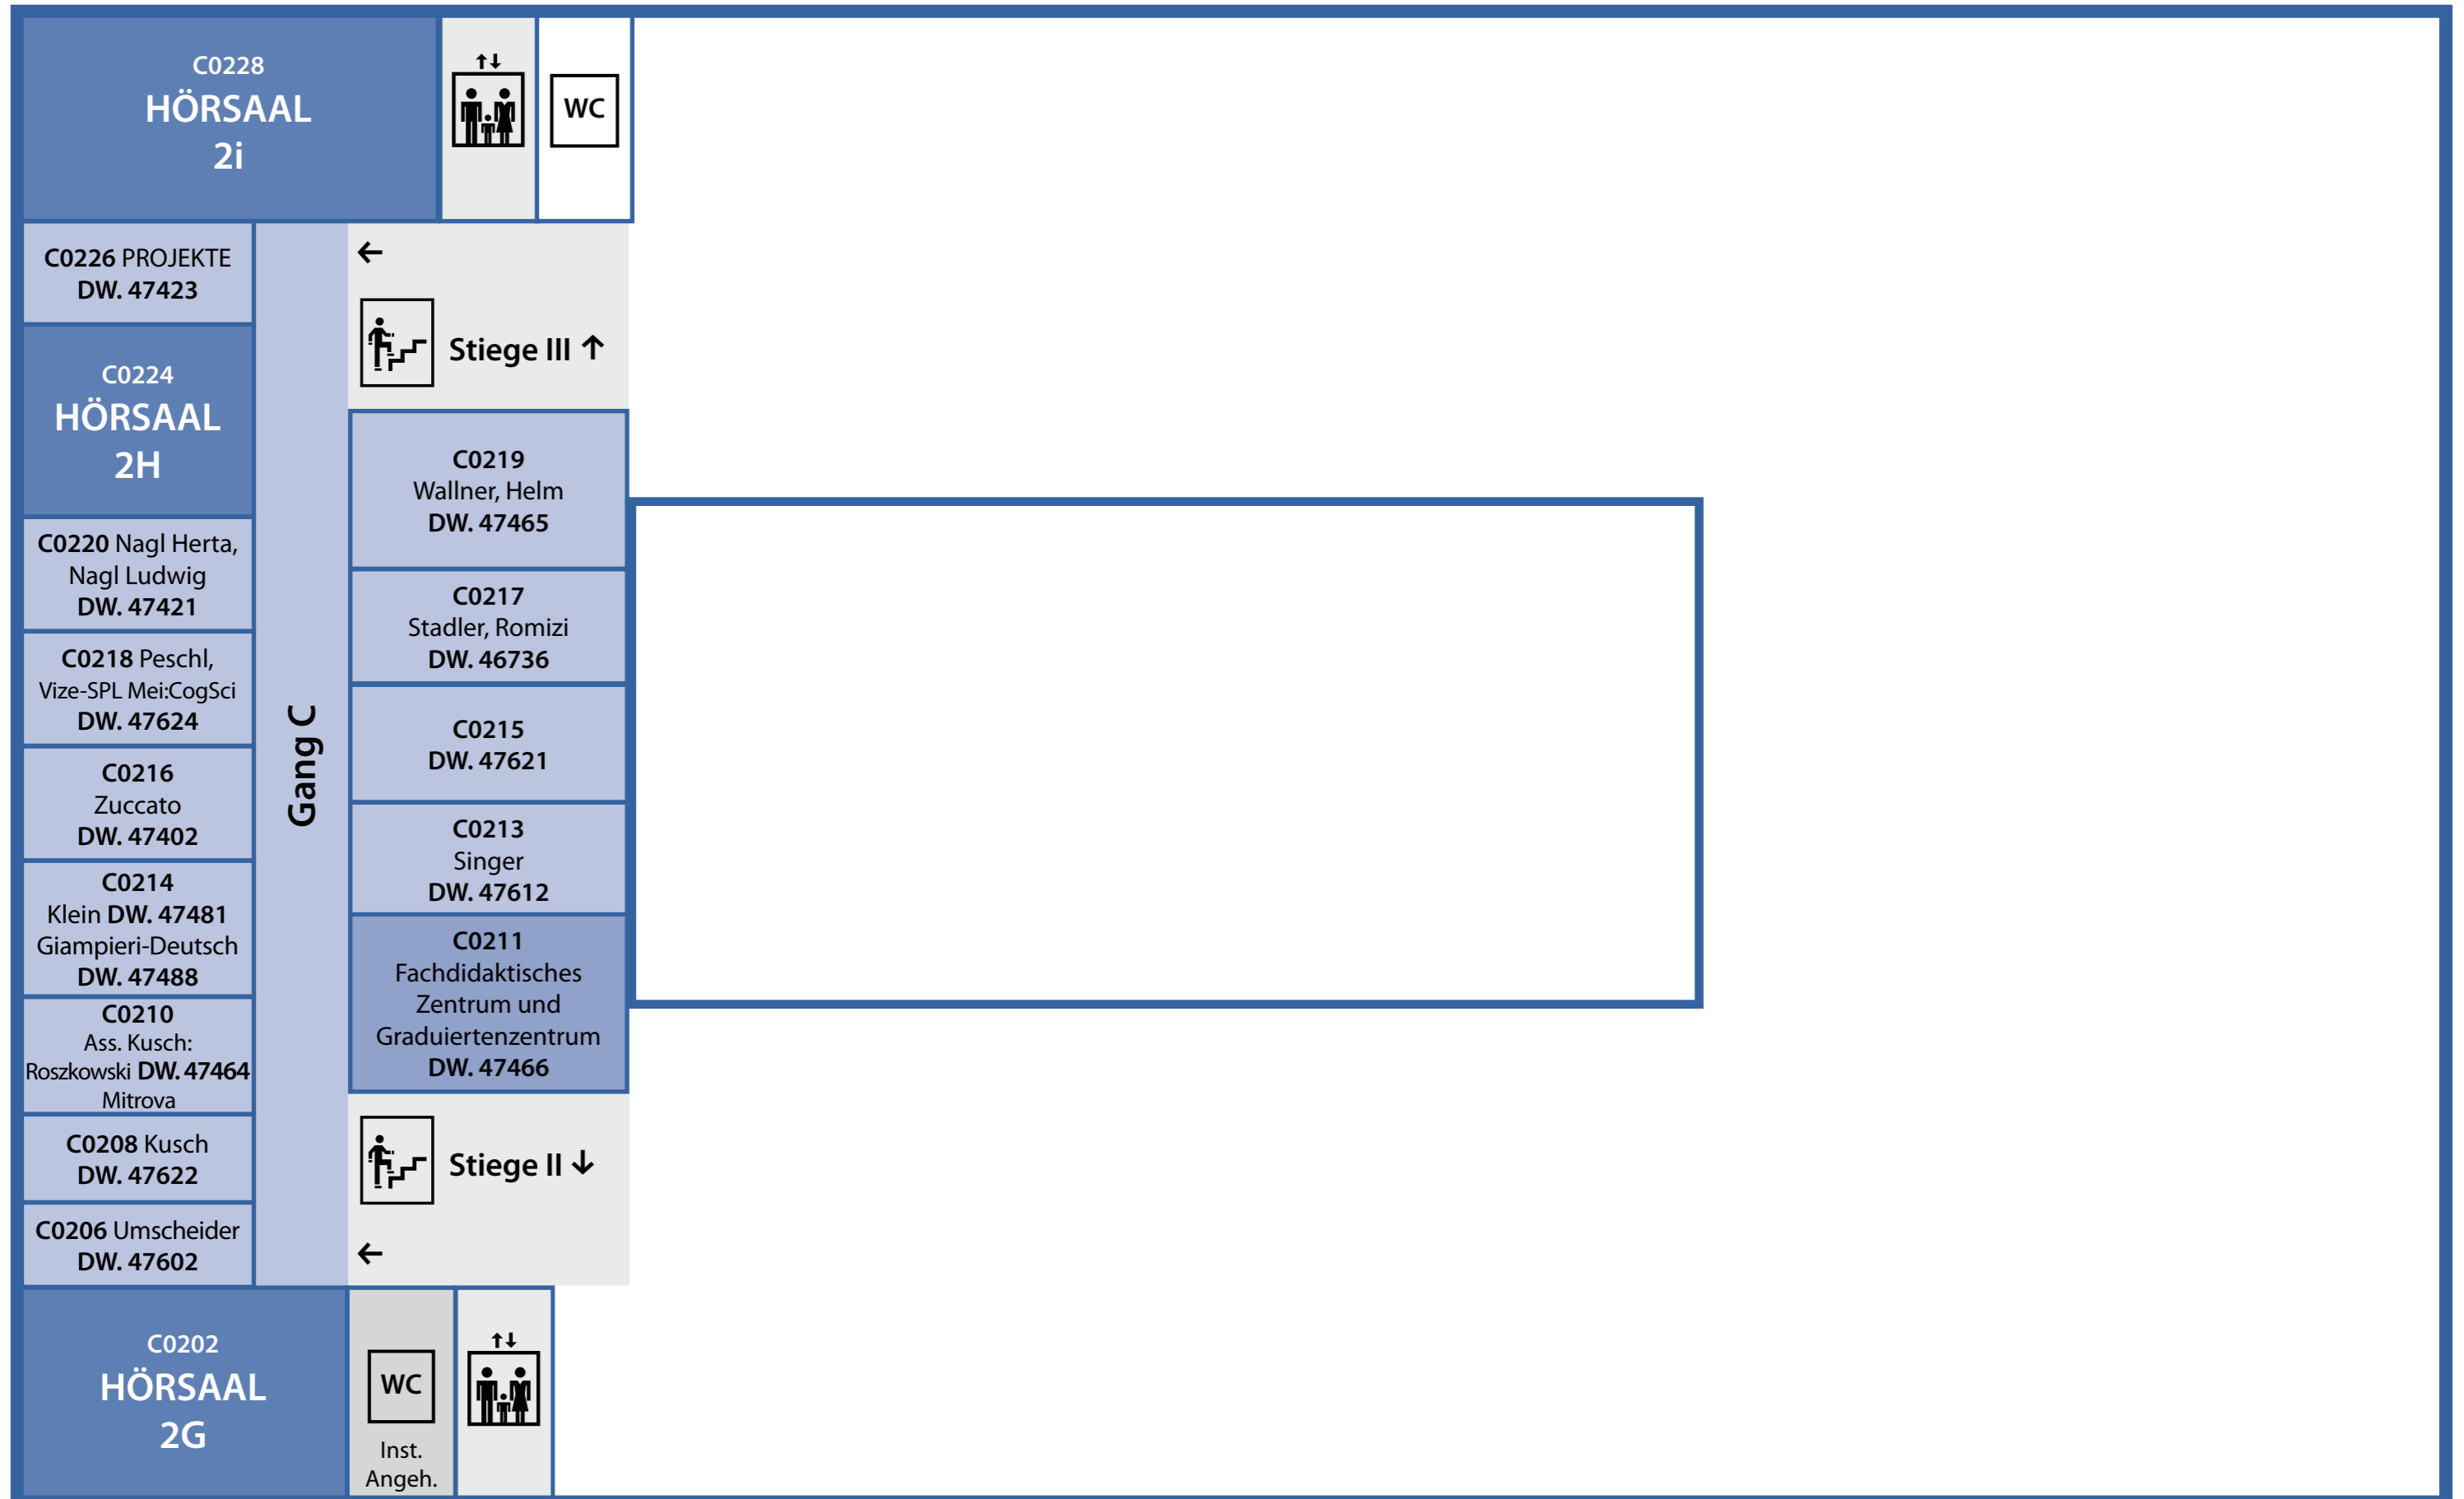 C0228
HÖRSAAL
2i
WC
C0226 PROJEKTE
DW. 47423
C0224
HÖRSAAL
2H
C0220 Nagl Herta,
Nagl Ludwig
DW. 47421
C0218 Peschl,
Vize-SPL Mei:CogSci
DW. 47624
C0216
Zuccato
DW. 47402
C0214
Klein DW. 47481
Giampieri-Deutsch
DW. 47488
C0210
Ass. Kusch:
Roszkowski DW. 47464
Mitrova
C0208 Kusch
DW. 47622
C0206 Umscheider
DW. 47602
Gang C
←
Stiege III ↑
C0219
Wallner, Helm
DW. 47465
C0217
Stadler, Romizi
DW. 46736
C0215
DW. 47621
C0213
Singer
DW. 47612
C0211
Fachdidaktisches
Zentrum und
Graduiertenzentrum
DW. 47466
Stiege II ↓
←
C0202
HÖRSAAL
2G
WC
Inst.
Angeh.